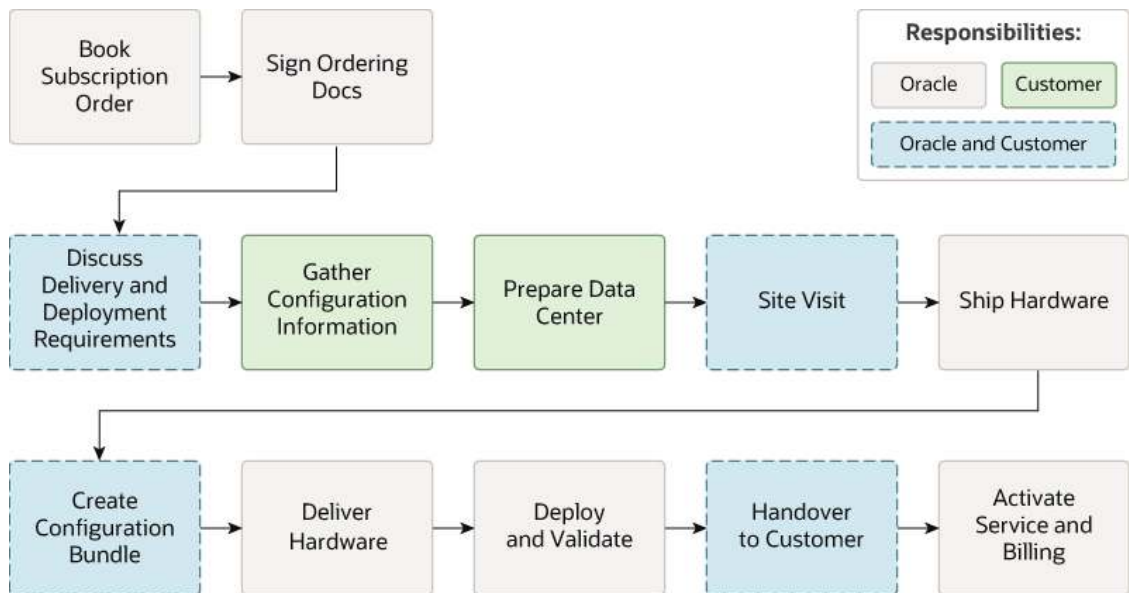 Book
Subscription
Order
Sign Ordering
Docs
Responsibilities:
Oracle
Customer
Oracle and Customer
Discuss
Delivery and
Deployment
Requirements
Gather
Configuration
Information
Prepare Data
Center
Site Visit
Ship Hardware
Create
Configuration
Bundle
Deliver
Hardware
Deploy
and Validate
Handover
to Customer
Activate
Service and
Billing